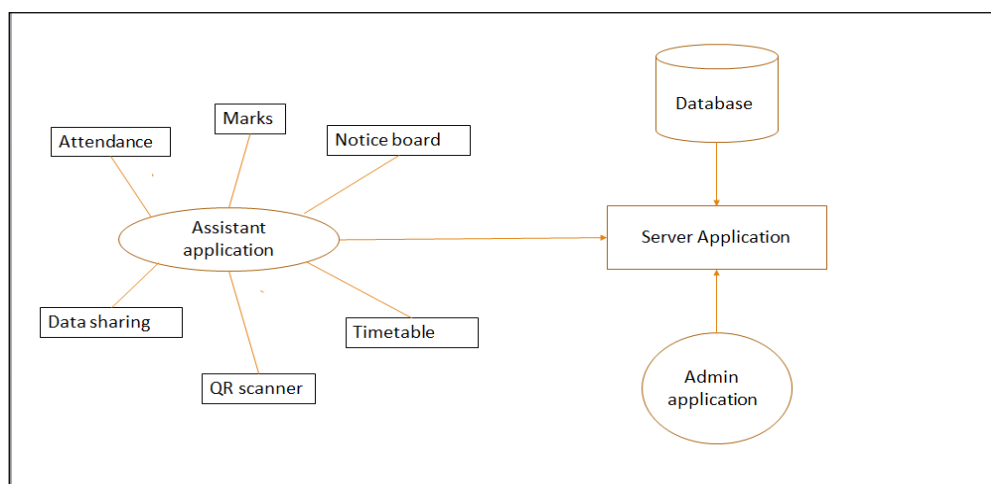 Database
Marks
Attendance
Notice board
Assistant
application
Server Application
Data sharing
Timetable
QR scanner
Admin
application